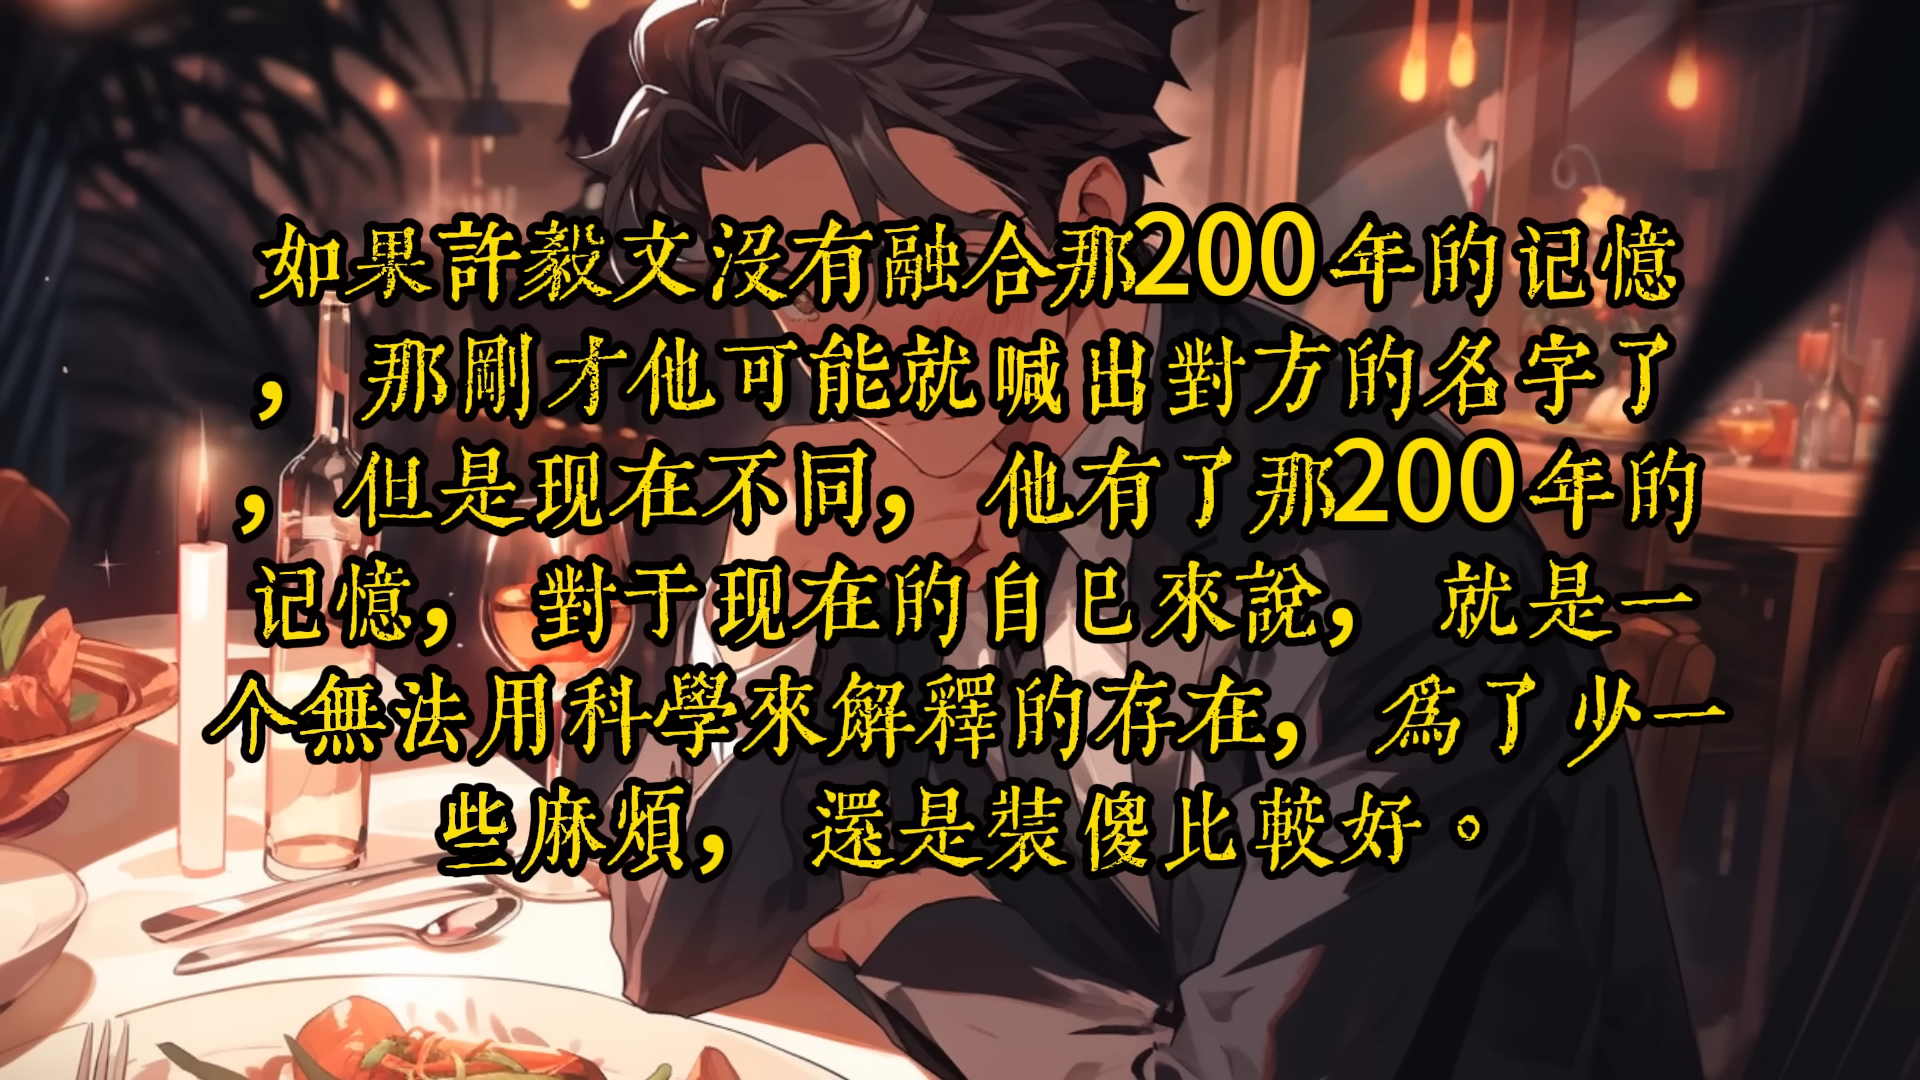 如果許毅文没有融合那200年的记憶
，那剛才他可能就喊出對方的名字了
，但是现在不同，他有了那200年的
记憶，對于现在的自已來說，就是一
个無法用科學來解釋的存在，爲了少一
些麻煩，還是裝傻比較好。